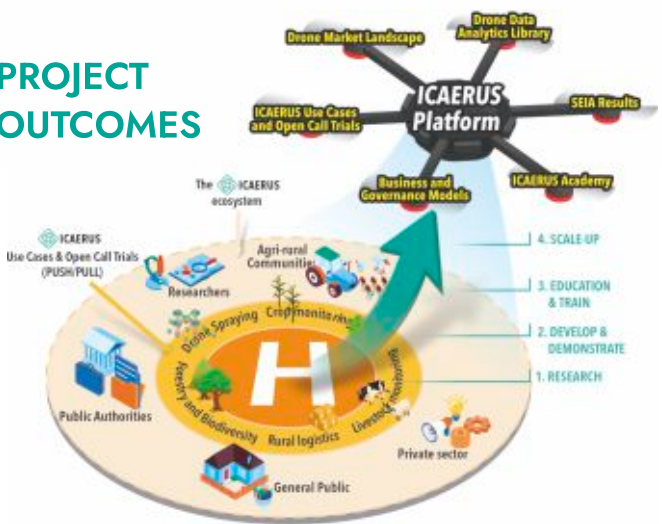 PROJECT
OUTCOMES
Drone Market Landscape
Drone Data
Analytics Library
ICAERUS Use Cases
and Open Call Trials
ICAERUS
Platform
SEIA Results
Business and
Governance Models
ICAERUS Academy
The ICAERUS
ecosystem
ICAERUS
Use Cases & Open Call Trials
(PUSH/PULL)
Researchers
Agri-rural
Communities
4. SCALE-UP
3. EDUCATION
& TRAIN
2. DEVELOP &
DEMONSTRATE
1. RESEARCH
Drone Spraying
Crop monitoring
Forestry and Biodiversity
Rural logistics
Livestock monitoring
H
Public Authorities
General Public
Private sector